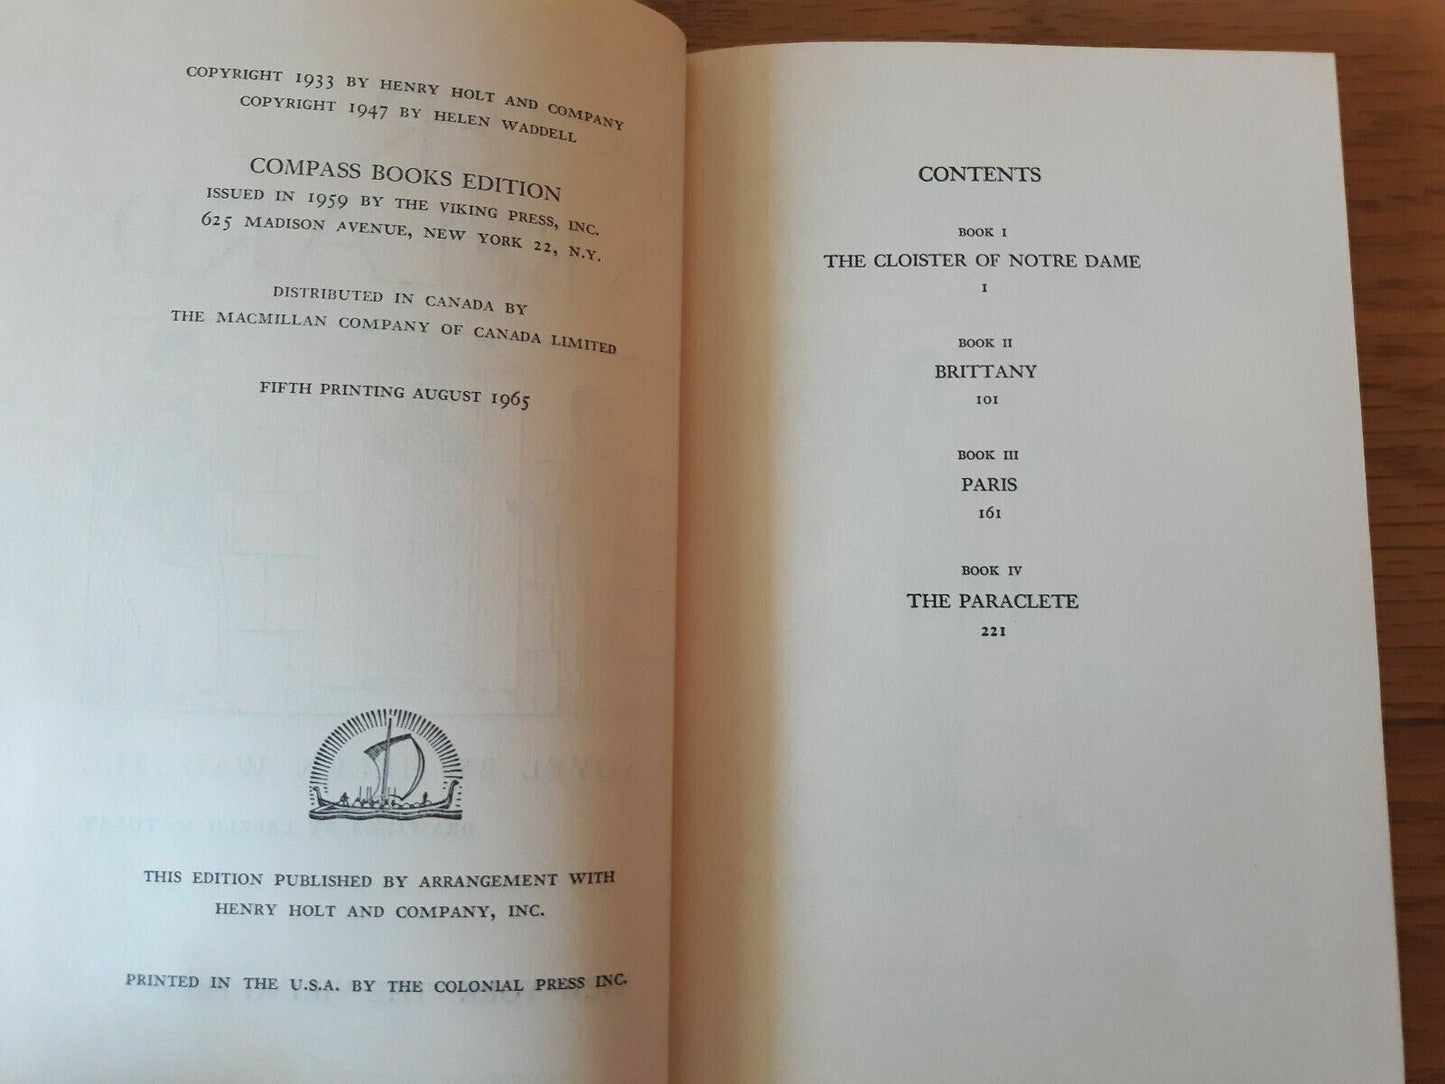 COPYRIGHT 1933 BY HENRY HOLT AND COMPANY
COPYRIGHT 1947 BY HELEN WADDELL
COMPASS BOOKS EDITION
ISSUED IN 1959 BY THE VIKING PRESS, INC.
625 MADISON AVENUE, NEW YORK 22, N.Y.
DISTRIBUTED IN CANADA BY
THE MACMILLAN COMPANY OF CANADA LIMITED
FIFTH PRINTING AUGUST 1965
THIS EDITION PUBLISHED BY ARRANGEMENT WITH
HENRY HOLT AND COMPANY, INC.
PRINTED IN THE U.S.A. BY THE COLONIAL PRESS INC.
CONTENTS
BOOK I
THE CLOISTER OF NOTRE DAME
1
BOOK II
BRITTANY
101
BOOK III
PARIS
161
BOOK IV
THE PARACLETE
221